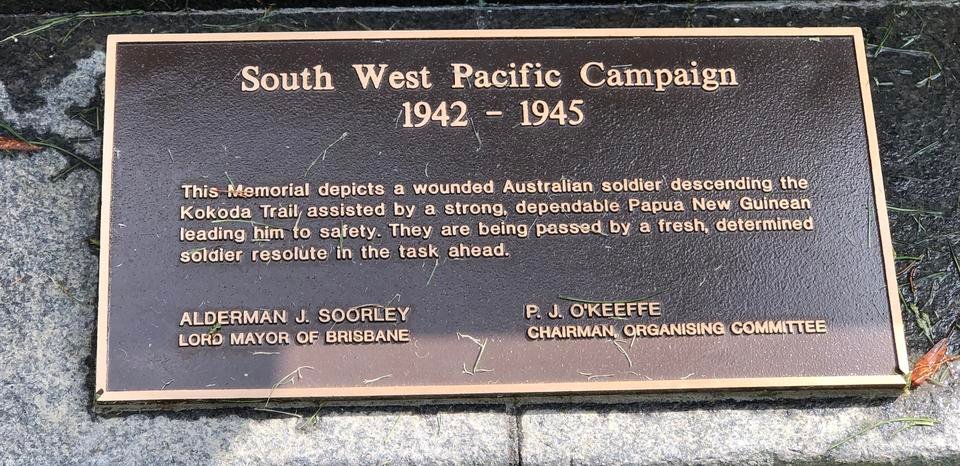 South West Pacific Campaign
1942 - 1945
This Memorial depicts a wounded Australian soldier descending the
Kokoda Trail assisted by a strong, dependable Papua New Guinean
leading him to safety. They are being passed by a fresh, determined
soldier resolute in the task ahead.
ALDERMAN J. SOORLEY
LORD MAYOR OF BRISBANE
P. J. O'KEEFFE
CHAIRMAN, ORGANISING COMMITTEE